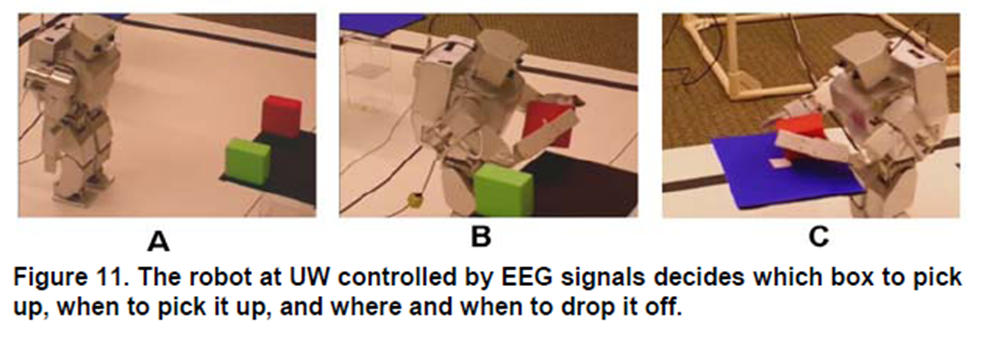 A
B
C
Figure 11. The robot at UW controlled by EEG signals decides which box to pick
up, when to pick it up, and where and when to drop it off.